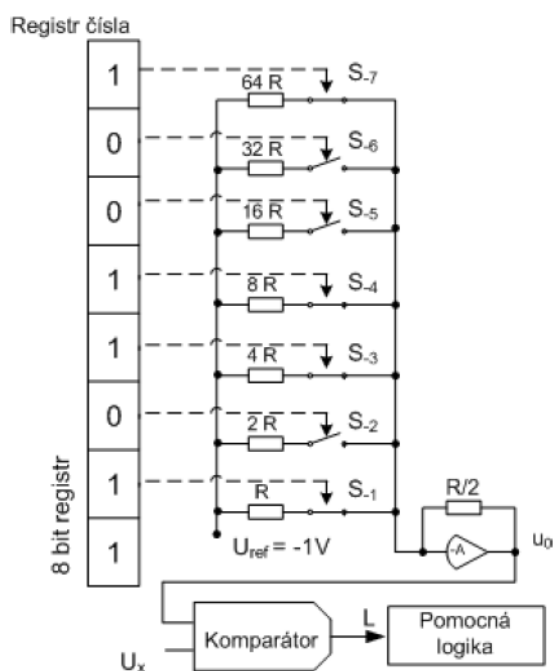 Registr čísla
1
64 R
S-7
0
32 R
S-6
0
16 R
S-5
1
8 R
S-4
1
4 R
S-3
0
2 R
S-2
1
R
S-1
1
8 bit registr
Uref = -1V
R/2
-A
u0
Komparátor
L
Pomocná
logika
Ux